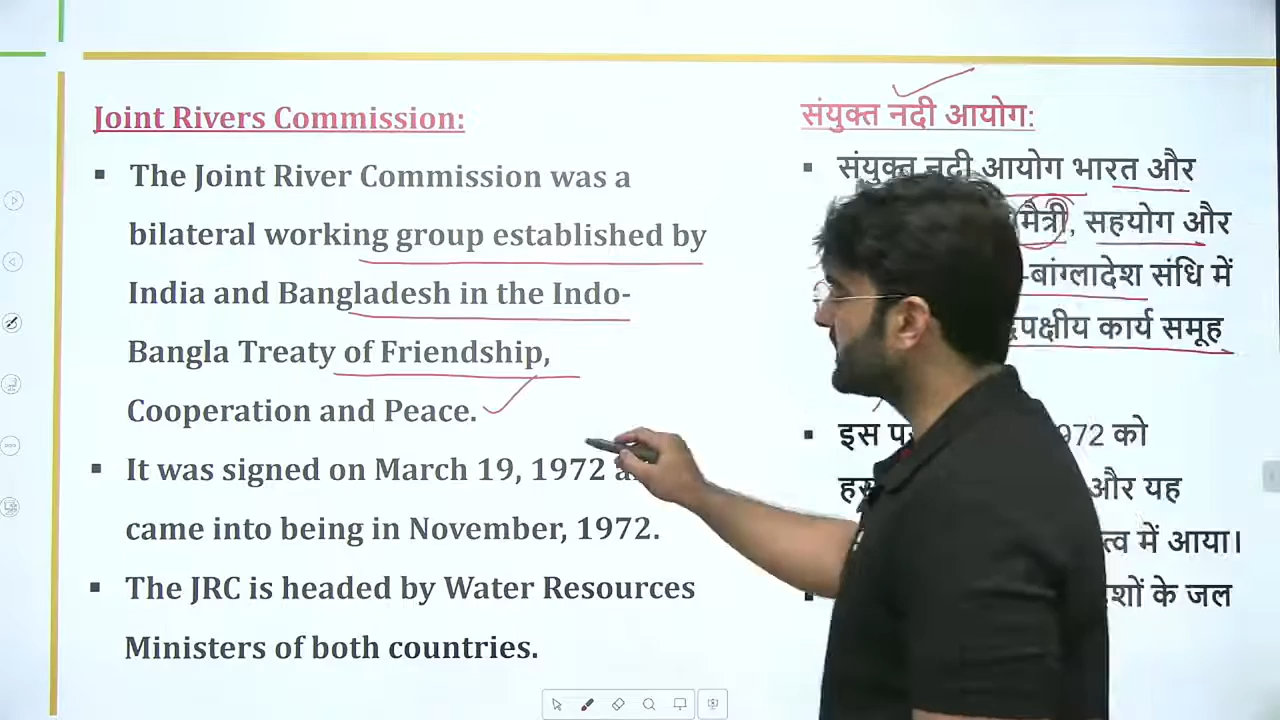 Joint Rivers Commission:
▪ The Joint River Commission was a
bilateral working group established by
India and Bangladesh in the Indo-
Bangla Treaty of Friendship,
Cooperation and Peace.
▪ It was signed on March 19, 1972
came into being in November, 1972.
▪ The JRC is headed by Water Resources
Ministers of both countries.
संयुक्त नदी आयोग:
▪ संयुक्त नदी आयोग भारत और
मैत्री, सहयोग और
-बांग्लादेश संधि में
कार्य समूह
▪ इस को
और यह
में आया।
के जल